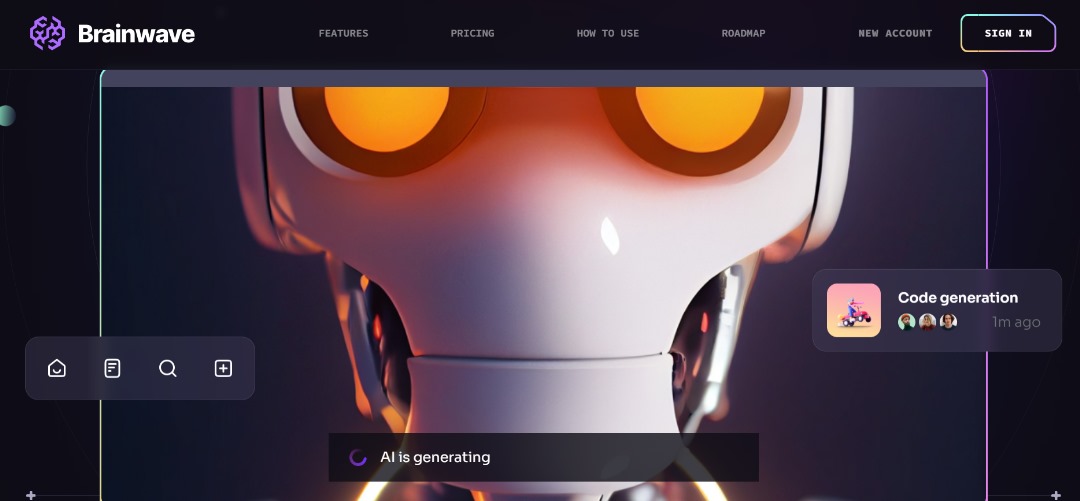 Brainwave
FEATURES
PRICING
HOW TO USE
ROADMAP
NEW ACCOUNT
SIGN IN
Code generation
1m ago
AI is generating